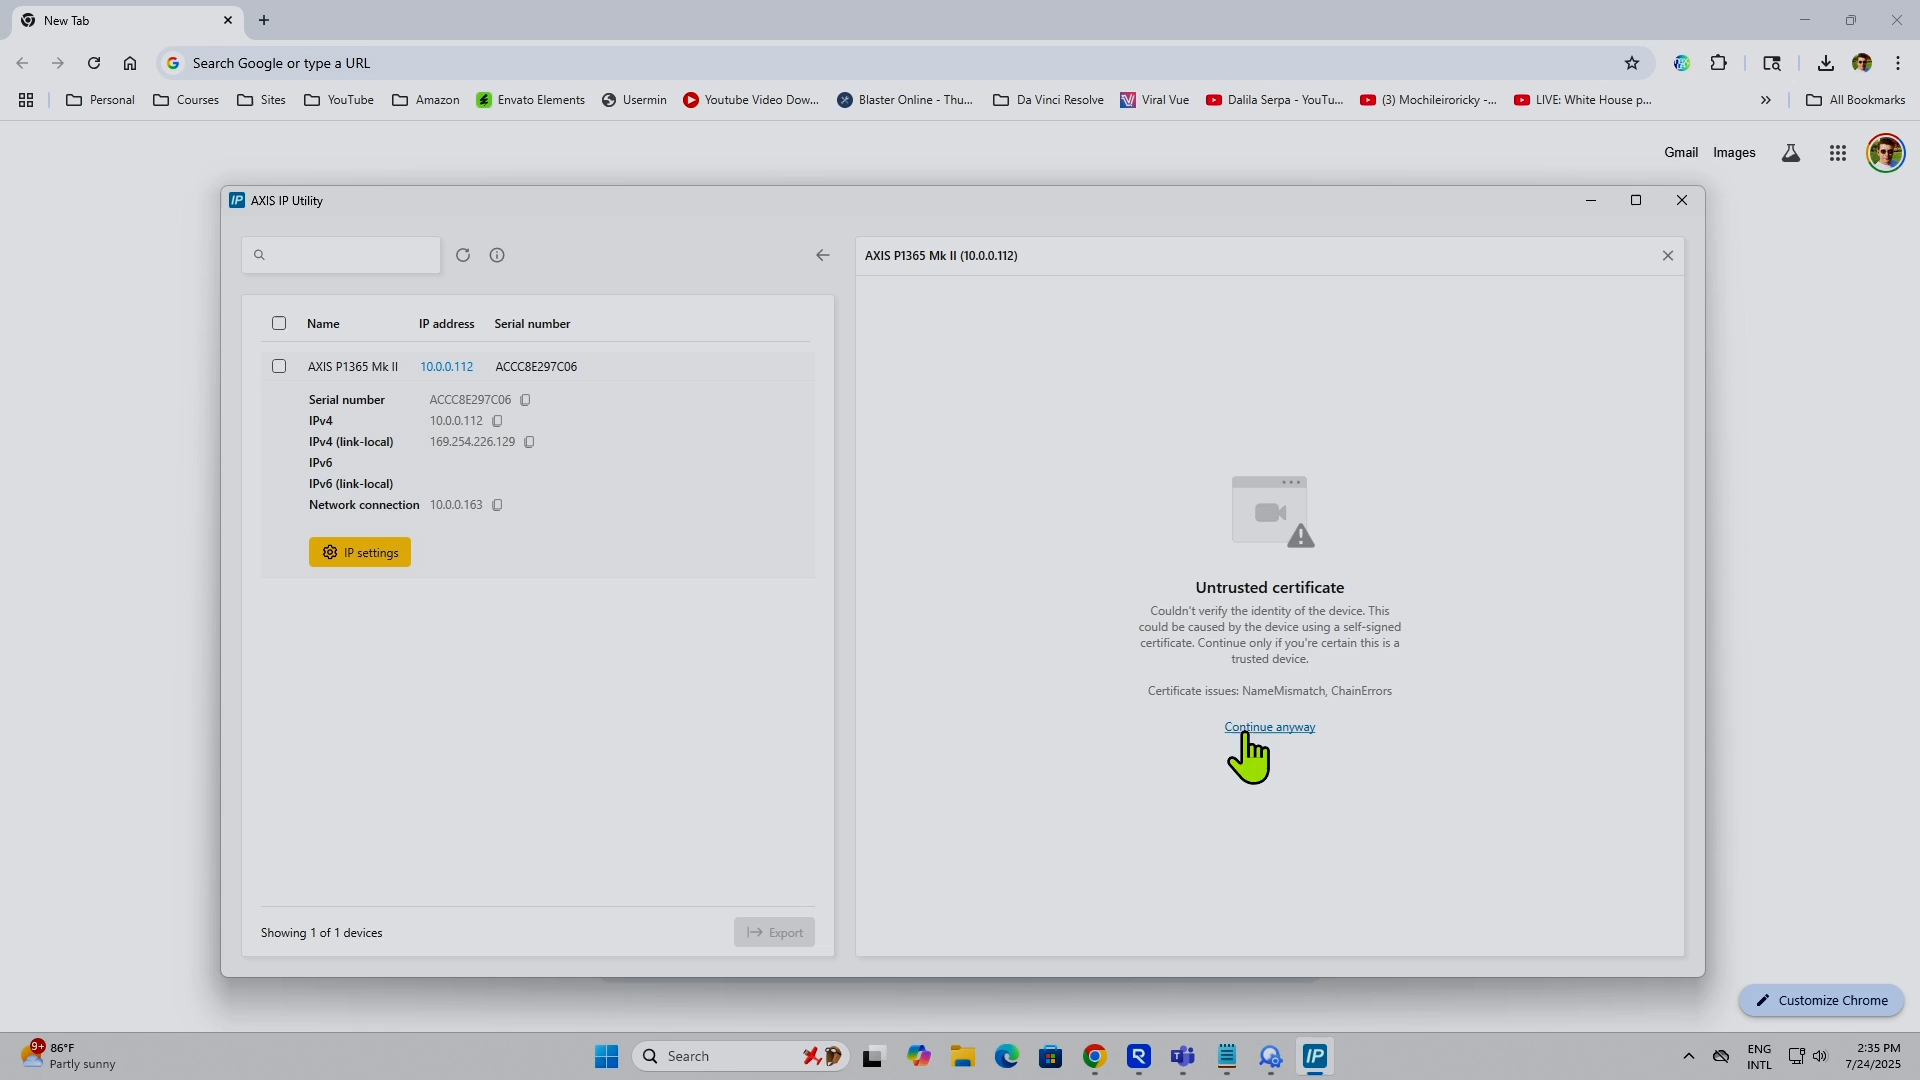 New Tab
Search Google or type a URL
Personal
Courses
Sites
YouTube
Amazon
Envato Elements
Usermin
Youtube Video Dow...
Blaster Online - Thu...
Da Vinci Resolve
Viral Vue
Dalila Serpa - YouTu...
(3) Mochileiroricky -...
LIVE: White House p...
All Bookmarks
Gmail
Images
IP
AXIS IP Utility
AXIS P1365 Mk II (10.0.0.112)
Name IP address Serial number
AXIS P1365 Mk II 10.0.0.112 ACCC8E297C06
Serial number ACCC8E297C06
IPv4 10.0.0.112
IPv4 (link-local) 169.254.226.129
IPv6
IPv6 (link-local)
Network connection 10.0.0.163
IP settings
Untrusted certificate
Couldn't verify the identity of the device. This
could be caused by the device using a self-signed
certificate. Continue only if you're certain this is a
trusted device.
Certificate issues: NameMismatch, ChainErrors
Continue anyway
Showing 1 of 1 devices
Export
Customize Chrome
9+
86°F
Partly sunny
Search
IP
ENG
INTL
2:35 PM
7/24/2025